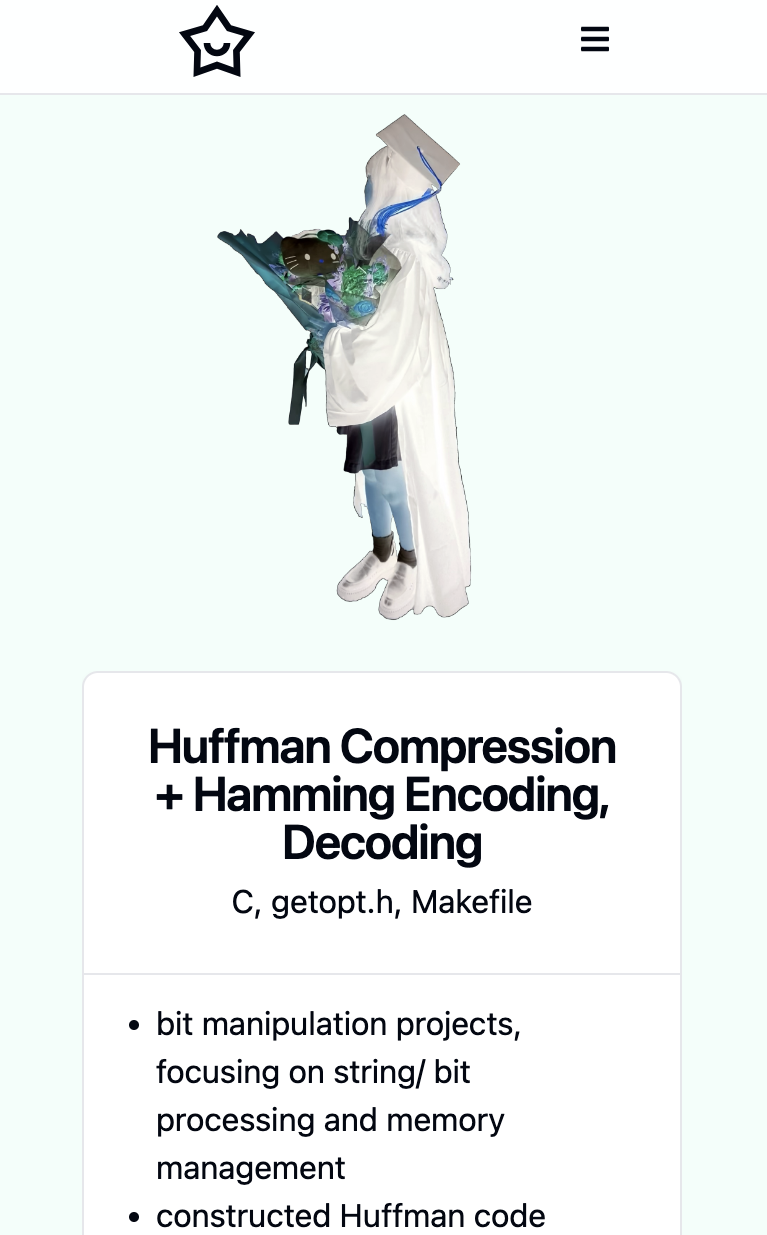 Huffman Compression
+ Hamming Encoding,
Decoding
C, getopt.h, Makefile
• bit manipulation projects,
focusing on string/ bit
processing and memory
management
• constructed Huffman code